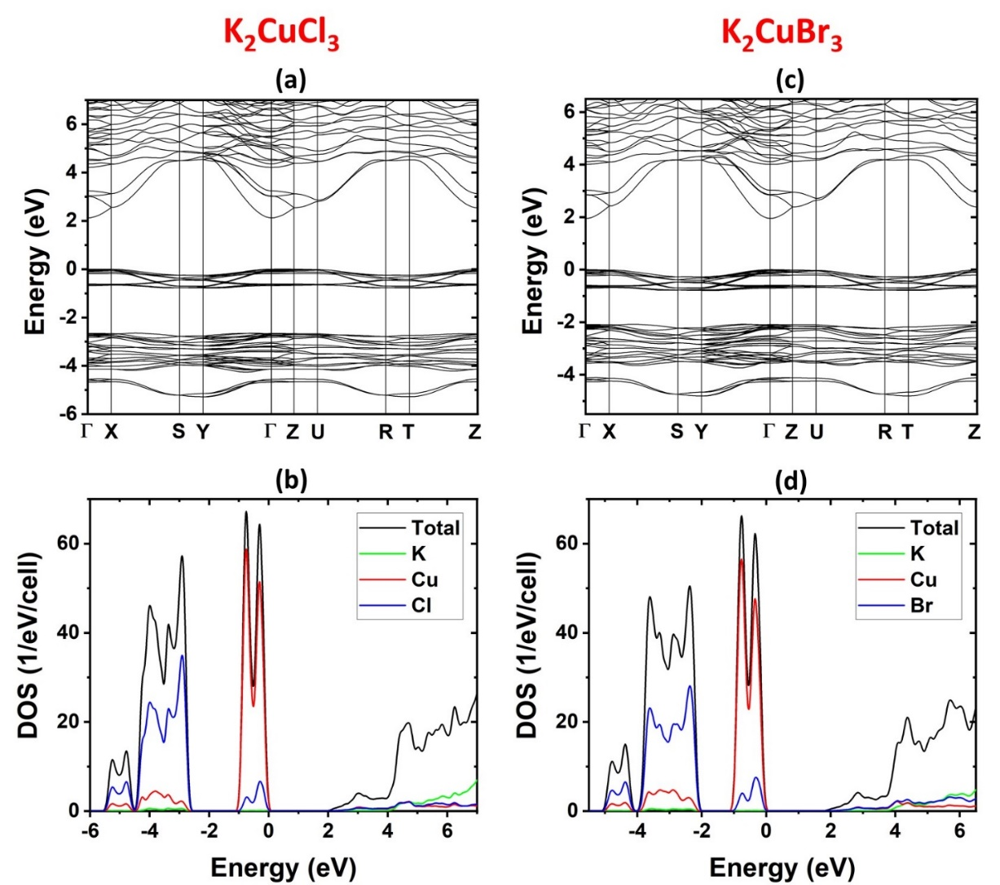 K2CuCl3
K2CuBr3
(a)
(c)
Energy (eV)
6
4
2
0
-2
-4
-6
Γ X S Y Γ Z U R T Z
Energy (eV)
6
4
2
0
-2
-4
Γ X S Y Γ Z U R T Z
(b)
(d)
DOS (1/eV/cell)
60
40
20
0
Total
K
Cu
Cl
-6 -4 -2 0 2 4 6
Energy (eV)
DOS (1/eV/cell)
60
40
20
0
Total
K
Cu
Br
-4 -2 0 2 4 6
Energy (eV)